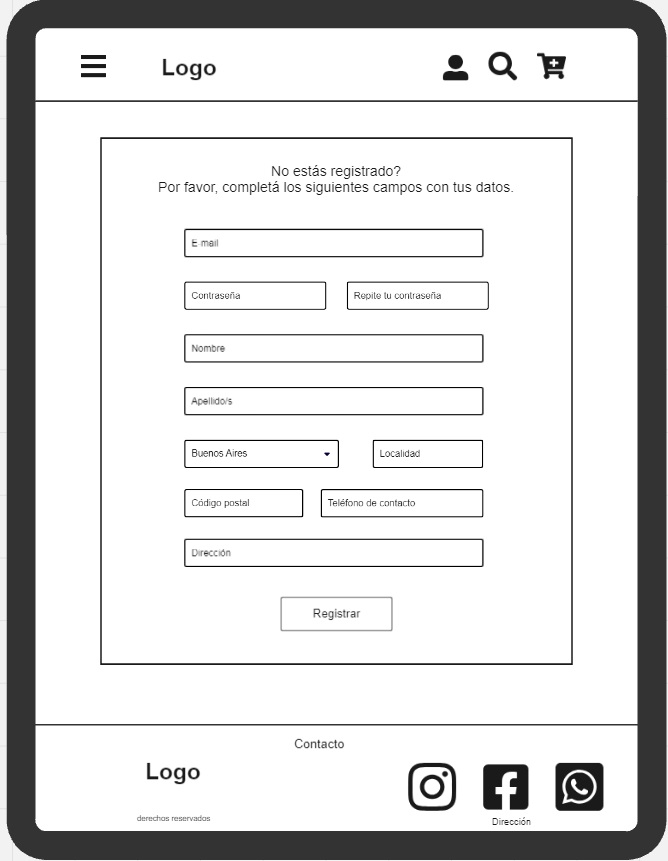 Logo
No estás registrado?
Por favor, completá los siguientes campos con tus datos.
E-mail
Contraseña
Repite tu contraseña
Nombre
Apellido/s
Buenos Aires
Localidad
Código postal
Teléfono de contacto
Dirección
Registrar
Contacto
Logo
derechos reservados
Dirección